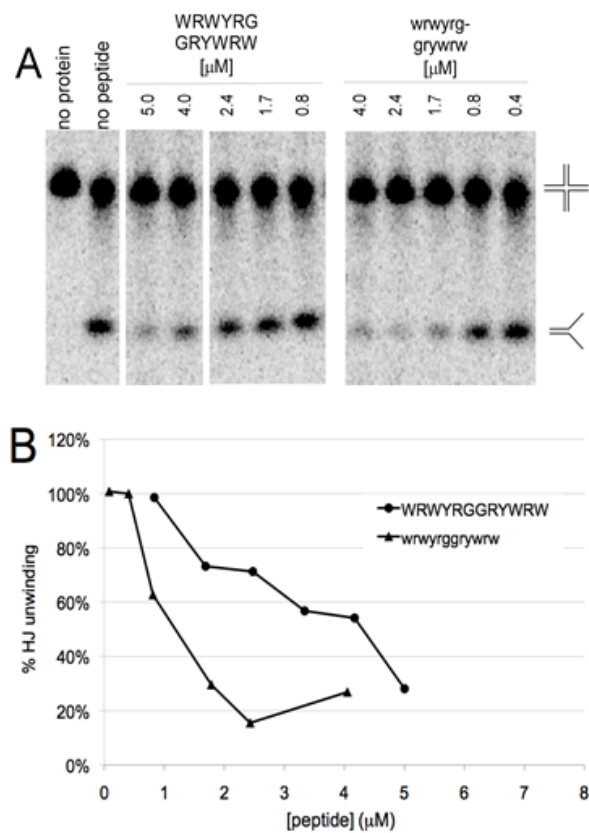 A
no protein
no peptide
WRWYRG
GRYWRW
[µM]
5.0
4.0
2.4
1.7
0.8
wrwyrg-
grywrw
[µM]
4.0
2.4
1.7
0.8
0.4
B
120%
100%
80%
60%
40%
20%
0%
% HJ unwinding
WRWYRGGRYWRW
wrwyrggrywrw
0 1 2 3 4 5 6 7 8
[peptide] (µM)